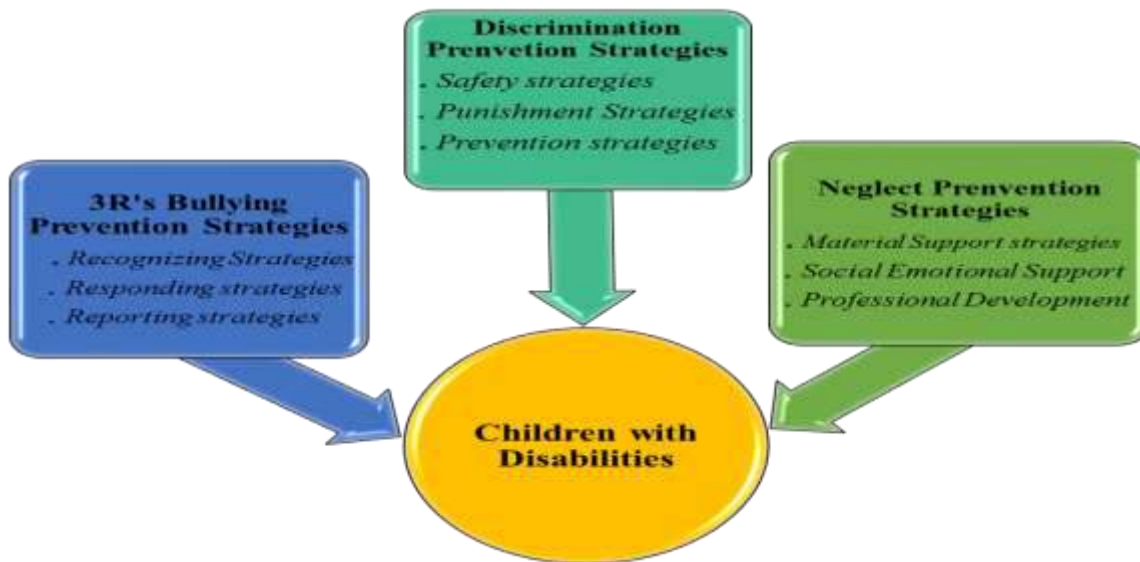 Discrimination
Prenvetion Strategies
. Safety strategies
. Punishment Strategies
. Prevention strategies
3R's Bullying
Prevention Strategies
. Recognizing Strategies
. Responding strategies
. Reporting strategies
Neglect Prenvention
Strategies
. Material Support strategies
. Social Emotional Support
. Professional Development
Children with
Disabilities